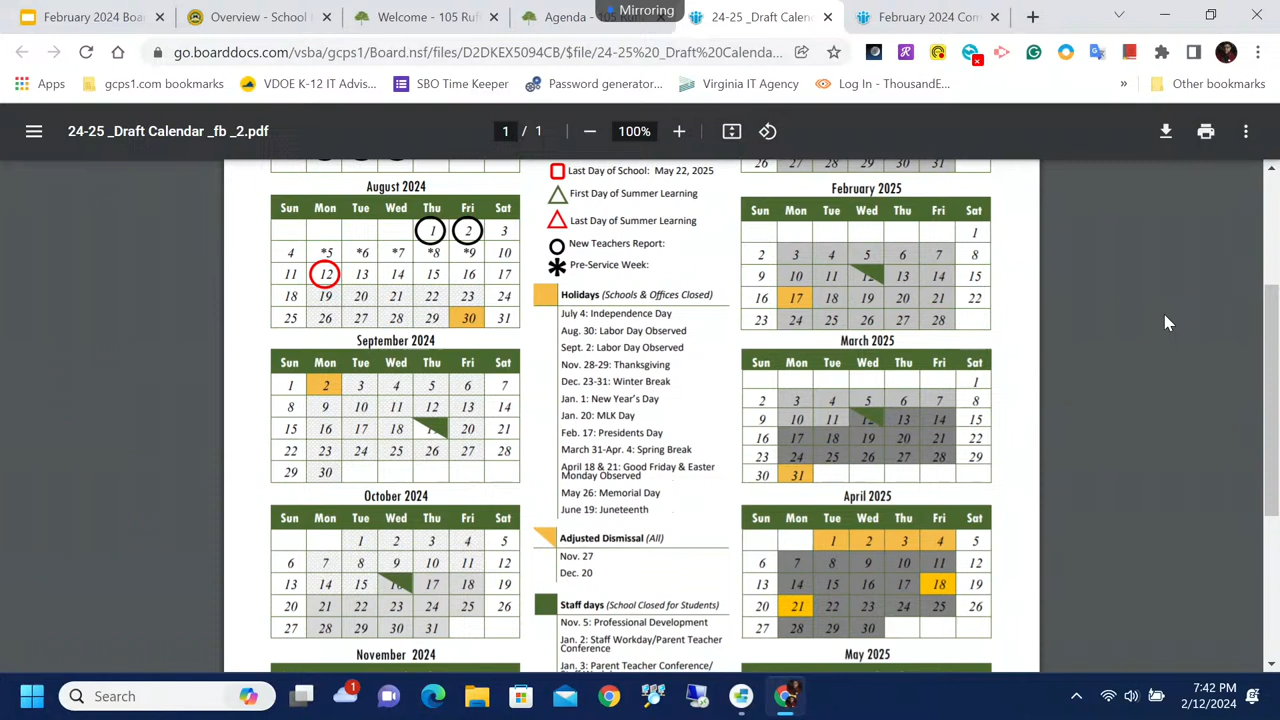 Mirroring
February 2024 Boar
Overview - School
Welcome - 105 Ruf
Agenda - 105 Ru
24-25 _Draft Calen
February 2024 Com
go.boarddocs.com/vsba/gcps1/Board.nsf/files/D2DKEX5094CB/$file/24-25%20_Draft%20Calenda...
Apps
gcps1.com bookmarks
VDOE K-12 IT Advis...
SBO Time Keeper
Password generator...
Virginia IT Agency
Log In - ThousandE...
»
Other bookmarks
24-25 _Draft Calendar _fb _2.pdf
1 / 1
100%
August 2024
Sun Mon Tue Wed Thu Fri Sat
1 2 3
4 *5 *6 *7 *8 *9 10
11 12 13 14 15 16 17
18 19 20 21 22 23 24
25 26 27 28 29 30 31
September 2024
Sun Mon Tue Wed Thu Fri Sat
1 2 3 4 5 6 7
8 9 10 11 12 13 14
15 16 17 18 20 21
22 23 24 25 26 27 28
29 30
October 2024
Sun Mon Tue Wed Thu Fri Sat
1 2 3 4 5
6 7 8 9 10 11 12
13 14 15 16 17 18 19
20 21 22 23 24 25 26
27 28 29 30 31
November 2024
Last Day of School: May 22, 2025
First Day of Summer Learning
Last Day of Summer Learning
New Teachers Report:
Pre-Service Week:
Holidays (Schools & Offices Closed)
July 4: Independence Day
Aug. 30: Labor Day Observed
Sept. 2: Labor Day Observed
Nov. 28-29: Thanksgiving
Dec. 23-31: Winter Break
Jan. 1: New Year's Day
Jan. 20: MLK Day
Feb. 17: Presidents Day
March 31-Apr. 4: Spring Break
April 18 & 21: Good Friday & Easter
Monday Observed
May 26: Memorial Day
June 19: Juneteenth
Adjusted Dismissal (All)
Nov. 27
Dec. 20
Staff days (School Closed for Students)
Nov. 5: Professional Development
Jan. 2: Staff Workday/Parent Teacher
Conference
Jan. 3: Parent Teacher Conference/
26 27 28 29 30 31
February 2025
Sun Mon Tue Wed Thu Fri Sat
1
2 3 4 5 6 7 8
9 10 11 12 13 14 15
16 17 18 19 20 21 22
23 24 25 26 27 28
March 2025
Sun Mon Tue Wed Thu Fri Sat
1
2 3 4 5 6 7 8
9 10 11 12 13 14 15
16 17 18 19 20 21 22
23 24 25 26 27 28 29
30 31
April 2025
Sun Mon Tue Wed Thu Fri Sat
1 2 3 4 5
6 7 8 9 10 11 12
13 14 15 16 17 18 19
20 21 22 23 24 25 26
27 28 29 30
May 2025
Search
1
7:42 PM
2/12/2024